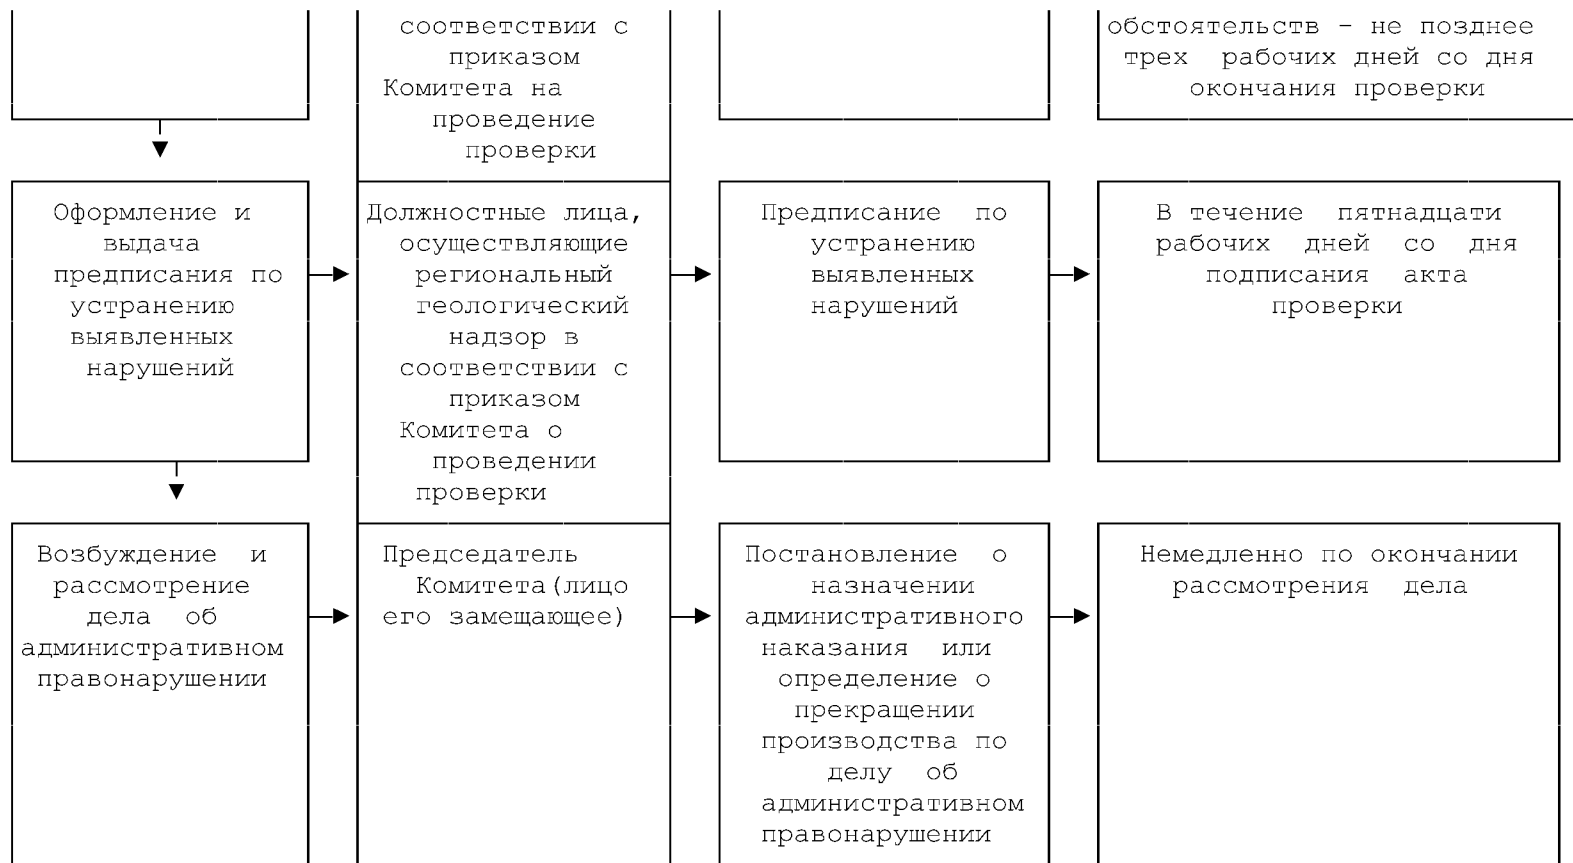 соответствии с
приказом
Комитета на
проведение
проверки
обстоятельств - не позднее
трех рабочих дней со дня
окончания проверки
Оформление и
выдача
предписания по
устранению
выявленных
нарушений
Должностные лица,
осуществляющие
региональный
геологический
надзор в
соответствии с
приказом
Комитета о
проведении
проверки
Предписание по
устранению
выявленных
нарушений
В течение пятнадцати
рабочих дней со дня
подписания акта
проверки
Возбуждение и
рассмотрение
дела об
административном
правонарушении
Председатель
Комитета(лицо
его замещающее)
Постановление о
назначении
административного
наказания или
определение о
прекращении
производства по
делу об
административном
правонарушении
Немедленно по окончании
рассмотрения дела